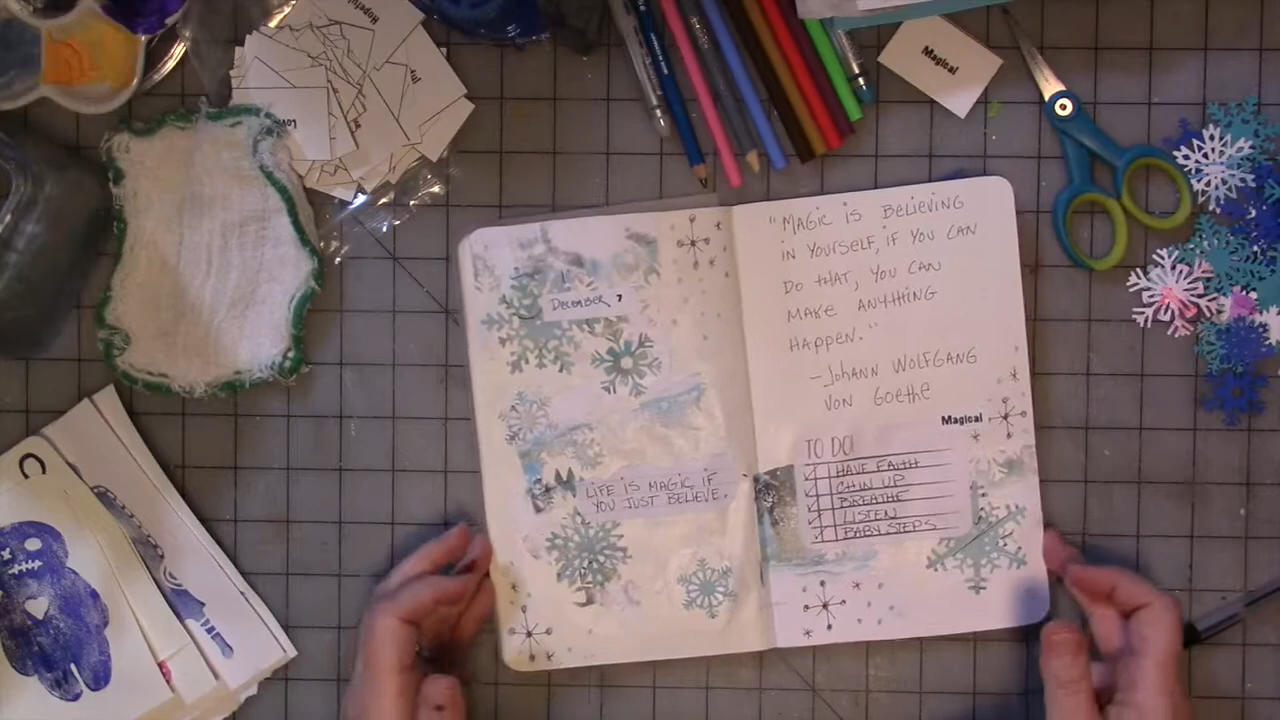 Hopeful
Magical
December 7
LIFE IS MAGIC, IF
YOU JUST BELIEVE.
"MAGIC IS BELIEVING
IN YOURSELF, IF YOU CAN
DO THAT, YOU CAN
MAKE ANYTHING
HAPPEN."
-JOHANN WOLFGANG
VON GOETHE
Magical
TO DO!
HAVE FAITH
CHIN UP
BREATHE
LISTEN
BABY STEPS